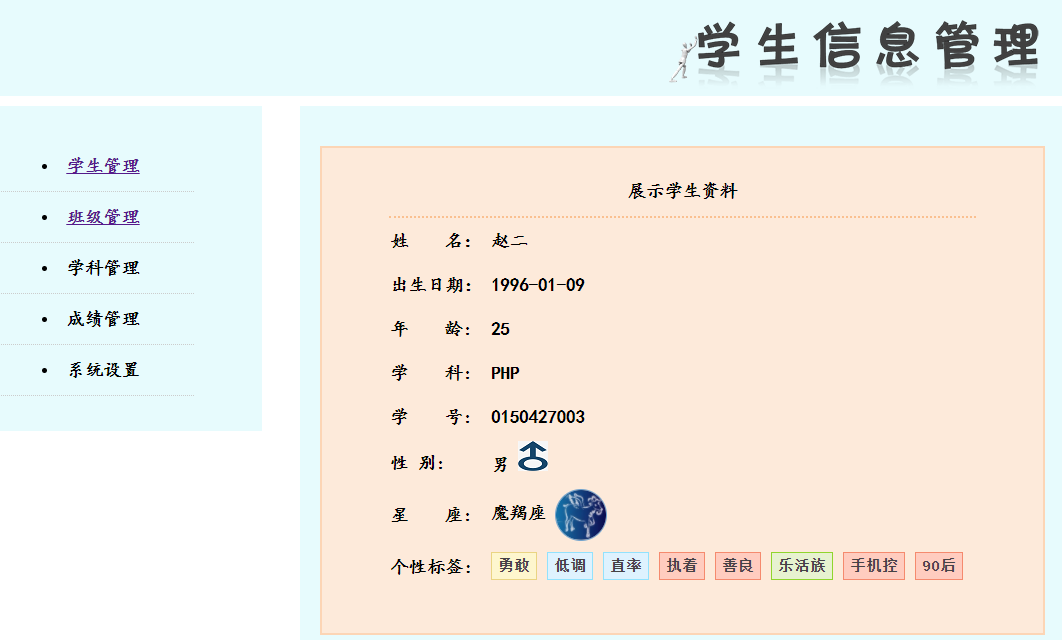 学生信息管理
学生管理
班级管理
学科管理
成绩管理
系统设置
展示学生资料
姓 名： 赵二
出生日期： 1996-01-09
年 龄： 25
学 科： PHP
学 号： 0150427003
性 别： 男
星 座： 魔羯座
个性标签： 勇敢 低调 直率 执着 善良 乐活族 手机控 90后